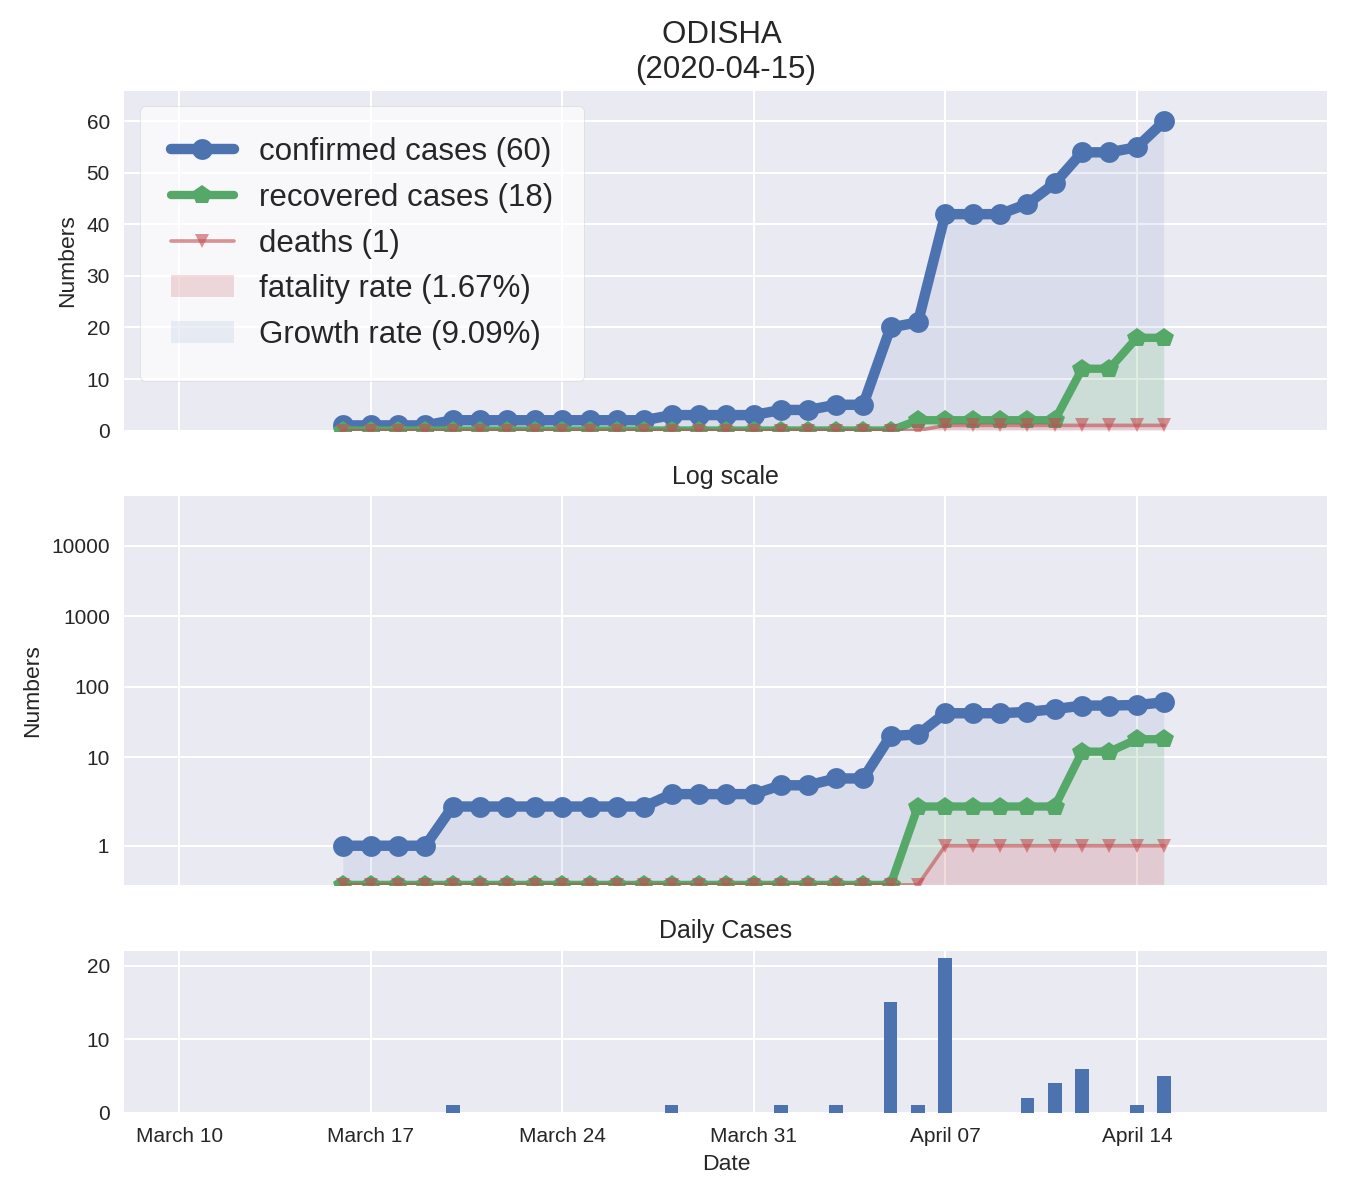 ODISHA
(2020-04-15)
confirmed cases (60)
recovered cases (18)
deaths (1)
fatality rate (1.67%)
Growth rate (9.09%)
Numbers
60
50
40
30
20
10
0
Log scale
Numbers
10000
1000
100
10
1
Daily Cases
20
10
0
March 10
March 17
March 24
March 31
April 07
April 14
Date